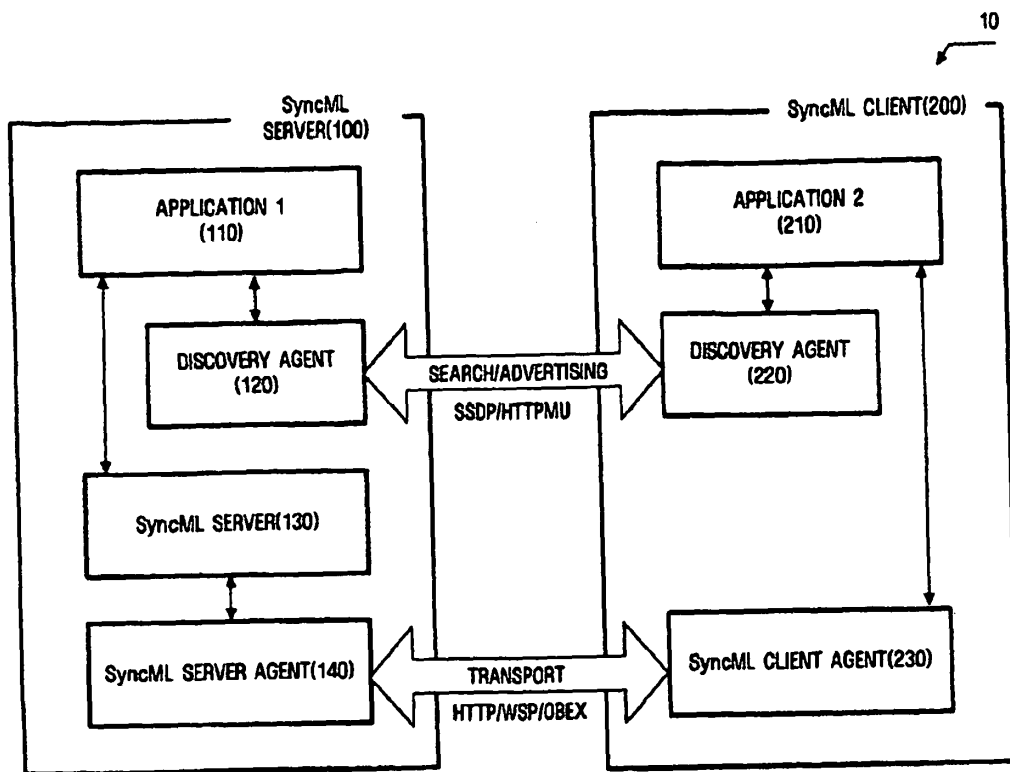 10
SyncML
SERVER(100)
SyncML CLIENT(200)
APPLICATION 1
(110)
APPLICATION 2
(210)
DISCOVERY AGENT
(120)
SEARCH/ADVERTISING
SSDP/HTTPMU
DISCOVERY AGENT
(220)
SyncML SERVER(130)
SyncML SERVER AGENT(140)
TRANSPORT
HTTP/WSP/OBEX
SyncML CLIENT AGENT(230)